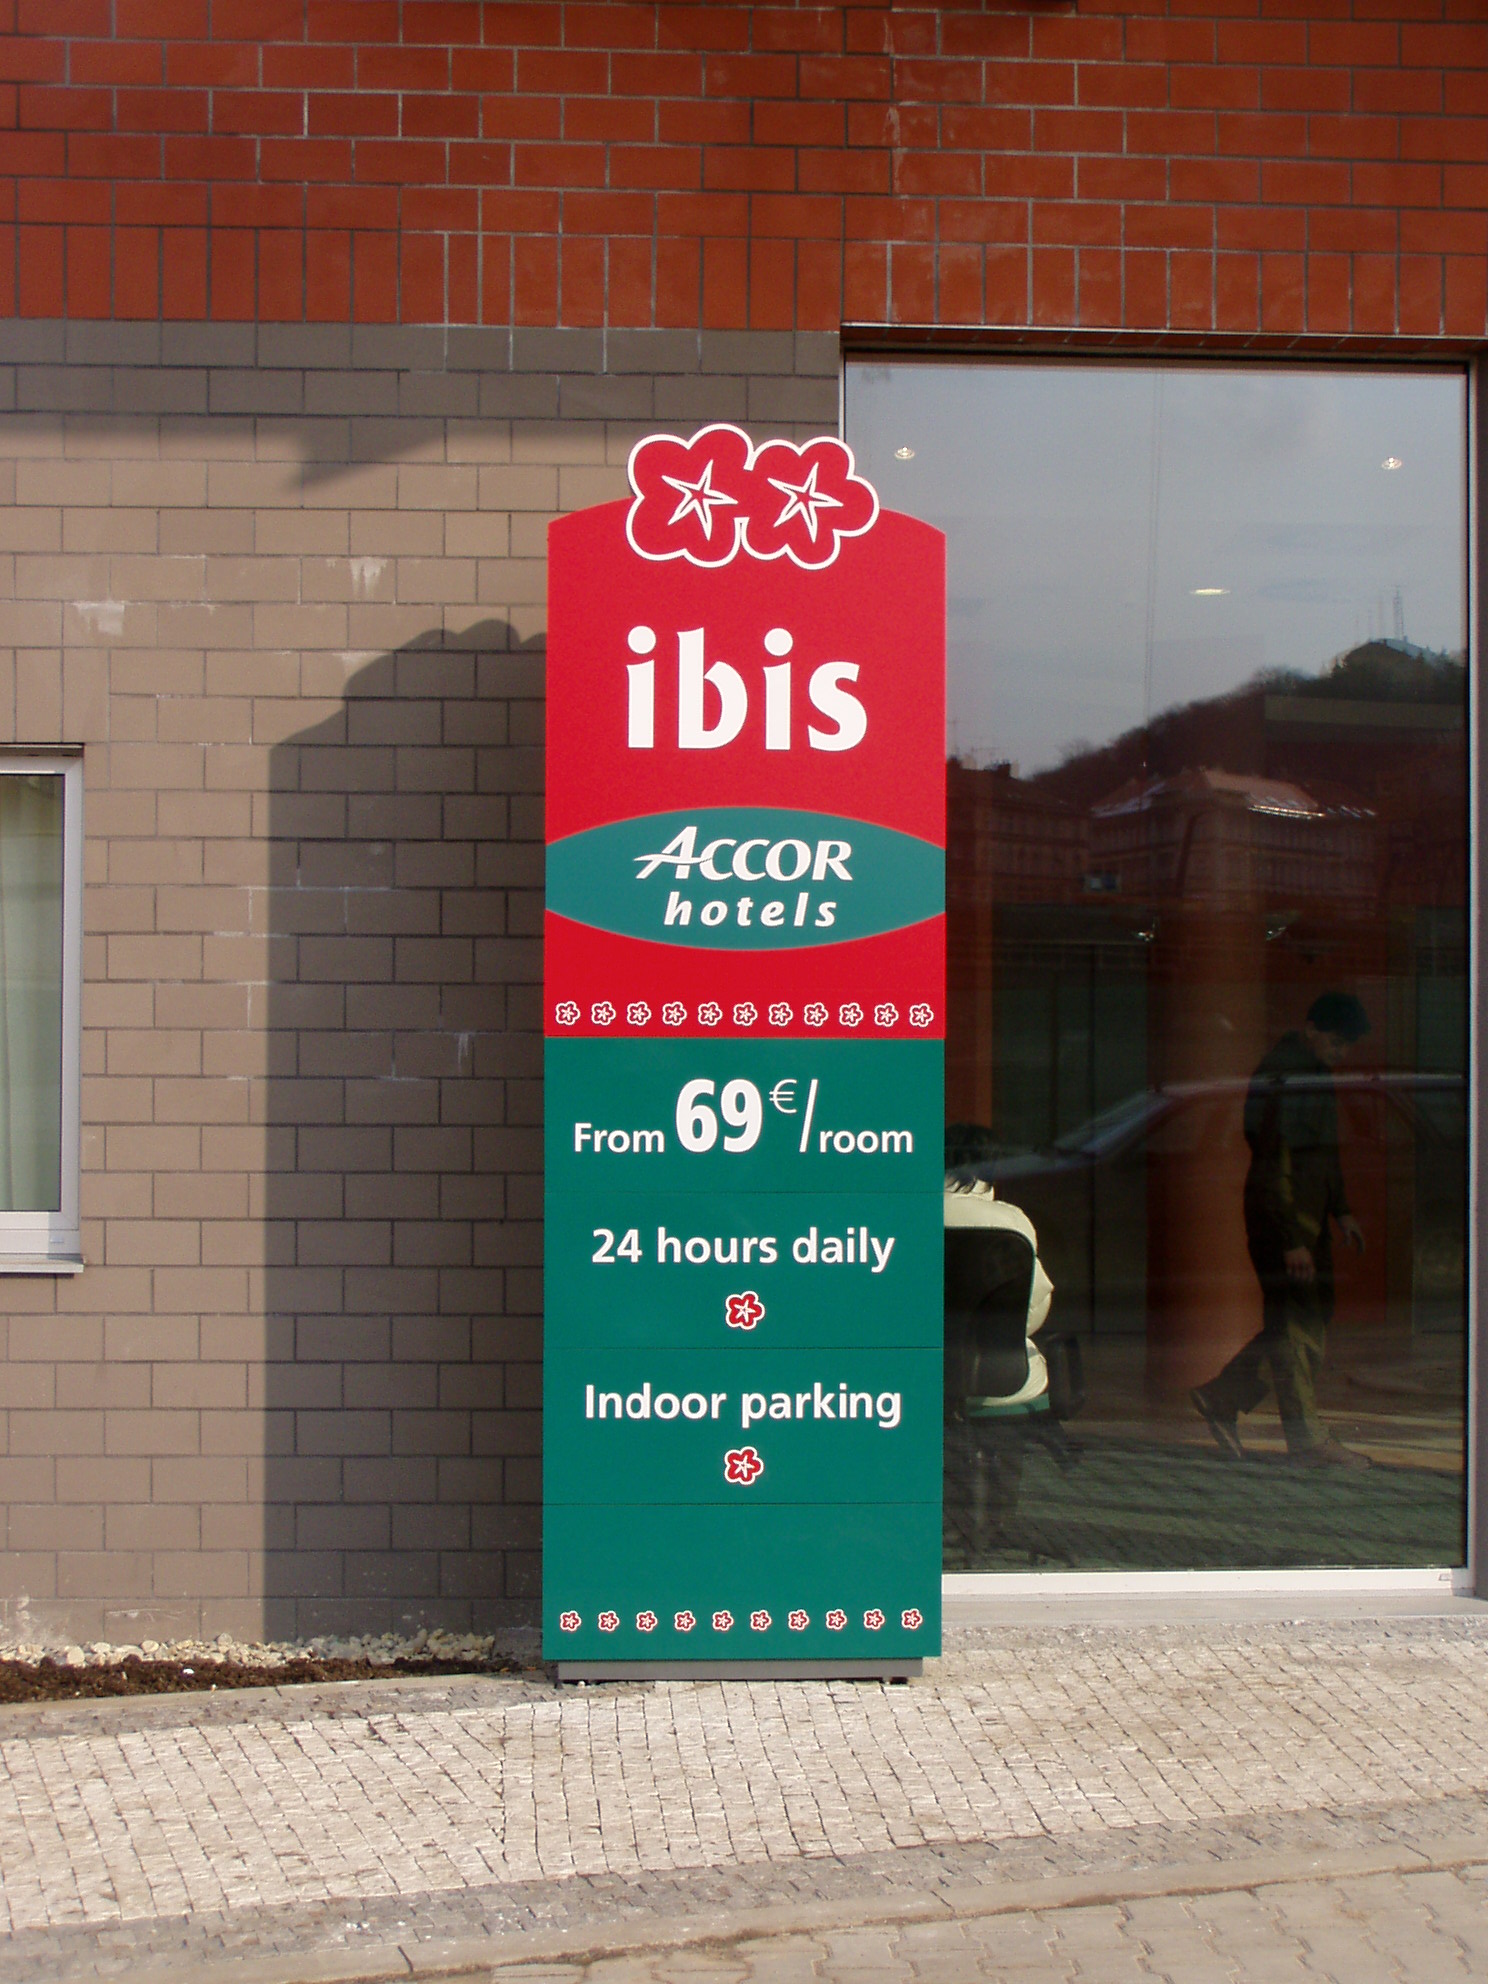 ibis
ACCOR
hotels
From 69€/room
24 hours daily
Indoor parking